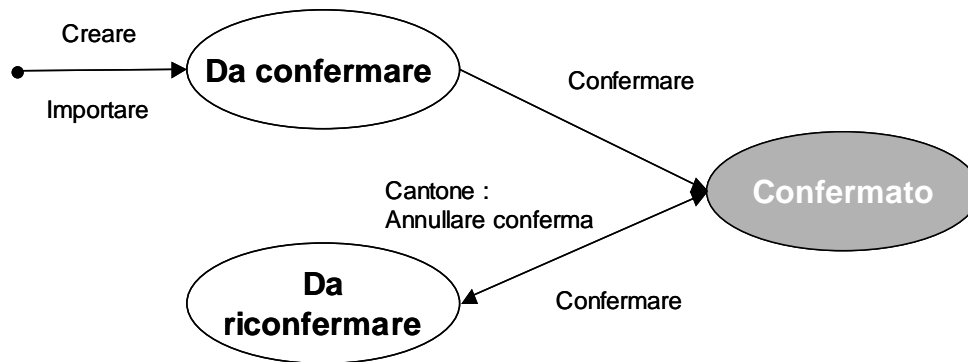 Creare
Da confermare
Importare
Confermare
Cantone :
Annullare conferma
Confermato
Da
riconfermare
Confermare